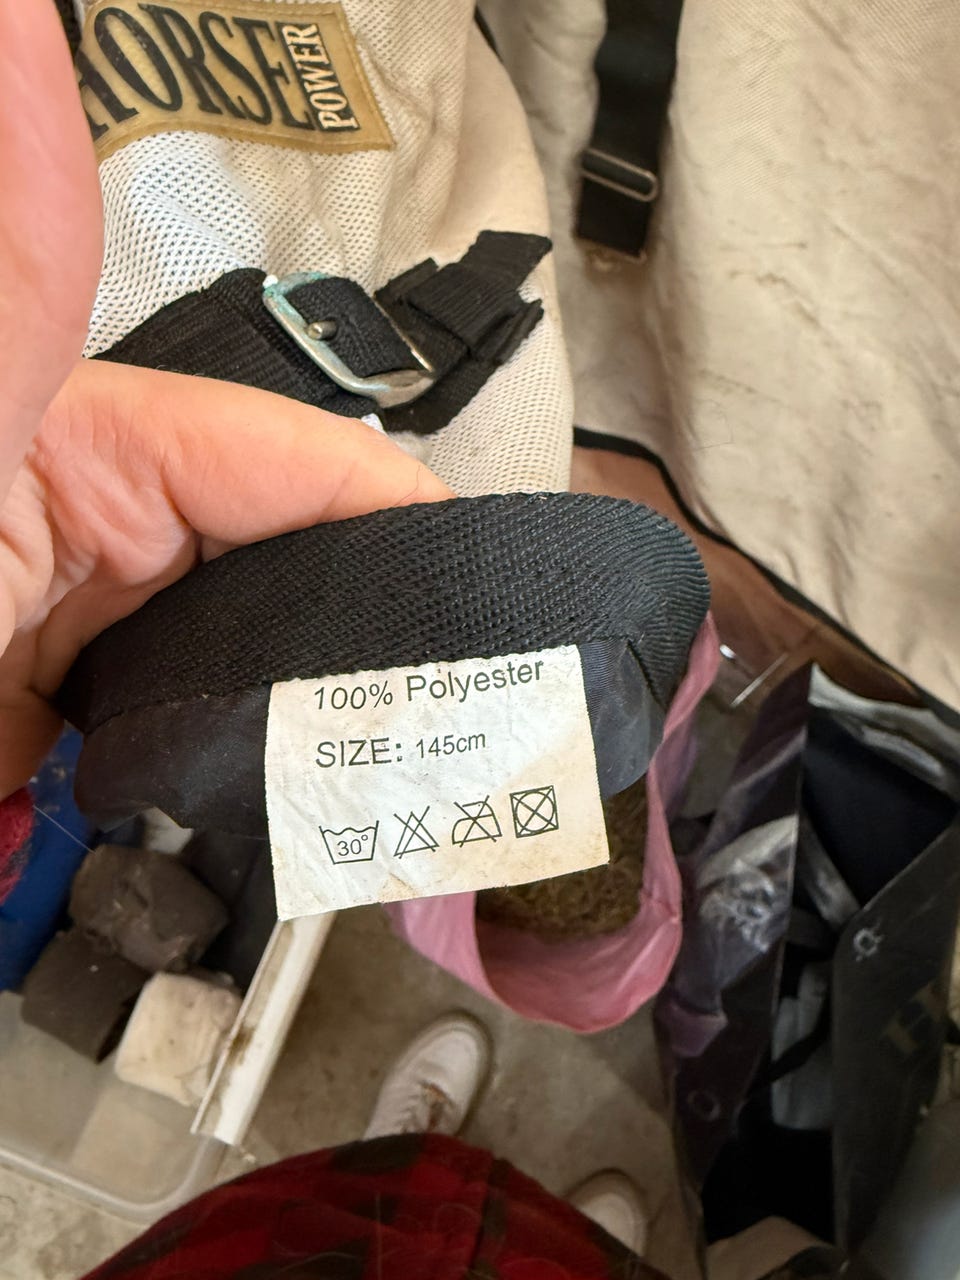 HORSE
POWER
100% Polyester
SIZE: 145cm
30°